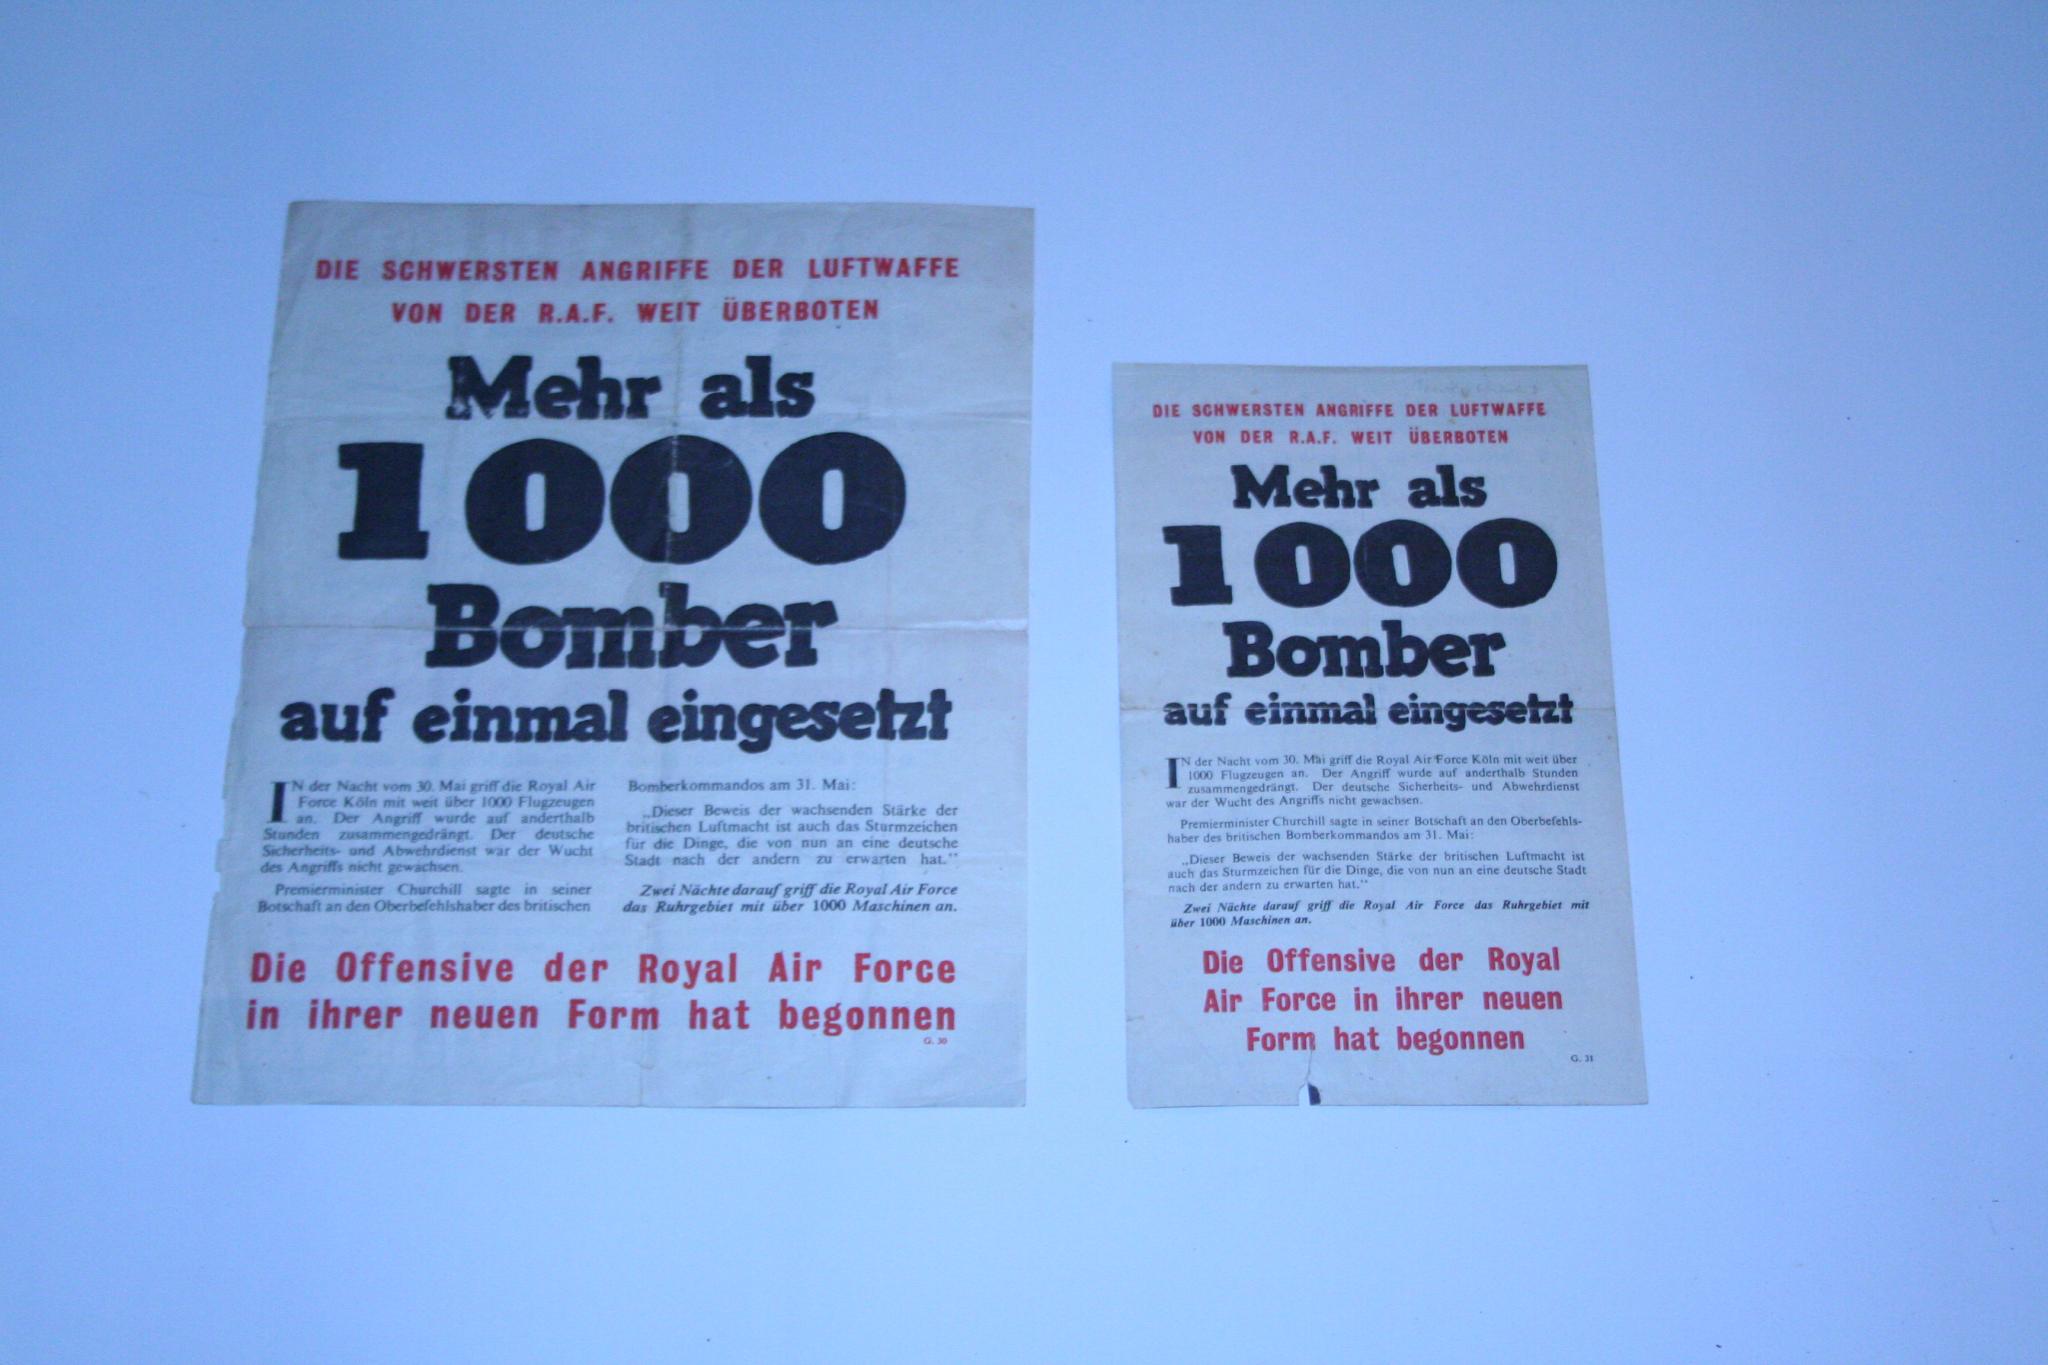 DIE SCHWERSTEN ANGRIFFE DER LUFTWAFFE
VON DER R.A.F. WEIT ÜBERBOTEN
Mehr als
1000
Bomber
auf einmal eingesetzt
IN der Nacht vom 30. Mai griff die Royal Air
Force Köln mit weit über 1000 Flugzeugen
an. Der Angriff wurde auf anderthalb
Stunden zusammengedrängt. Der deutsche
Sicherheits- und Abwehrdienst war der Wucht
des Angriffs nicht gewachsen.
Premierminister Churchill sagte in seiner
Botschaft an den Oberbefehlshaber des britischen
Bomberkommandos am 31. Mai:
„Dieser Beweis der wachsenden Stärke der
britischen Luftmacht ist auch das Sturmzeichen
für die Dinge, die von nun an eine deutsche
Stadt nach der andern zu erwarten hat.”
Zwei Nächte darauf griff die Royal Air Force
das Ruhrgebiet mit über 1000 Maschinen an.
Die Offensive der Royal Air Force
in ihrer neuen Form hat begonnen
G. 30
DIE SCHWERSTEN ANGRIFFE DER LUFTWAFFE
VON DER R.A.F. WEIT ÜBERBOTEN
Mehr als
1000
Bomber
auf einmal eingesetzt
IN der Nacht vom 30. Mai griff die Royal Air Force Köln mit weit über
1000 Flugzeugen an. Der Angriff wurde auf anderthalb Stunden
zusammengedrängt. Der deutsche Sicherheits- und Abwehrdienst
war der Wucht des Angriffs nicht gewachsen.
Premierminister Churchill sagte in seiner Botschaft an den Oberbefehls-
haber des britischen Bomberkommandos am 31. Mai:
„Dieser Beweis der wachsenden Stärke der britischen Luftmacht ist
auch das Sturmzeichen für die Dinge, die von nun an eine deutsche Stadt
nach der andern zu erwarten hat.”
Zwei Nächte darauf griff die Royal Air Force das Ruhrgebiet mit
über 1000 Maschinen an.
Die Offensive der Royal
Air Force in ihrer neuen
Form hat begonnen
G. 31